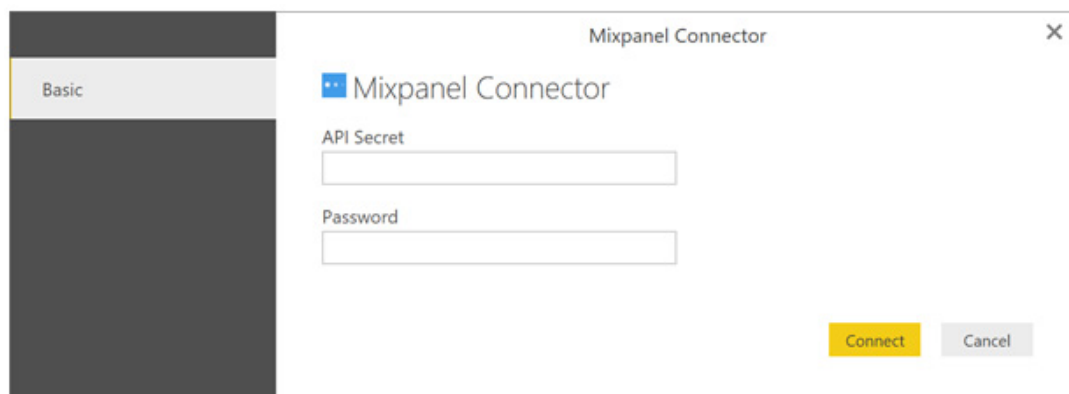 Mixpanel Connector
Basic
Mixpanel Connector
API Secret
Password
Connect
Cancel